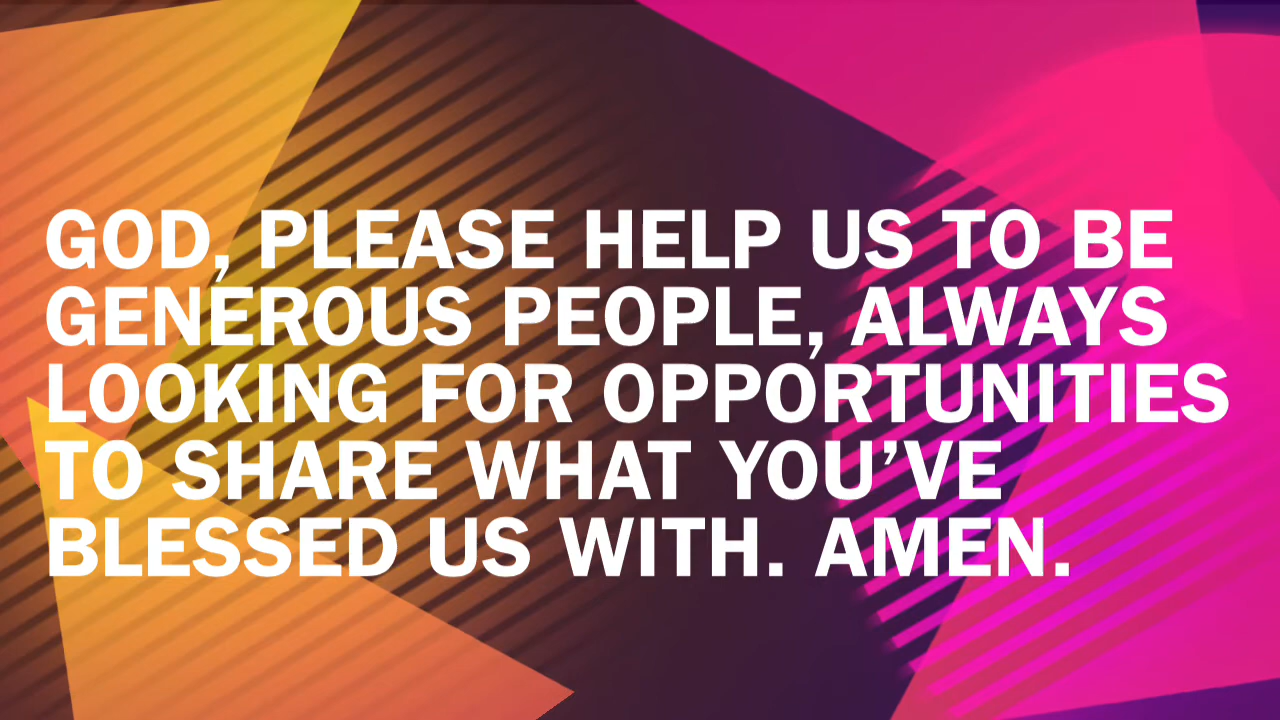 GOD, PLEASE HELP US TO BE
GENEROUS PEOPLE, ALWAYS
LOOKING FOR OPPORTUNITIES
TO SHARE WHAT YOU’VE
BLESSED US WITH. AMEN.